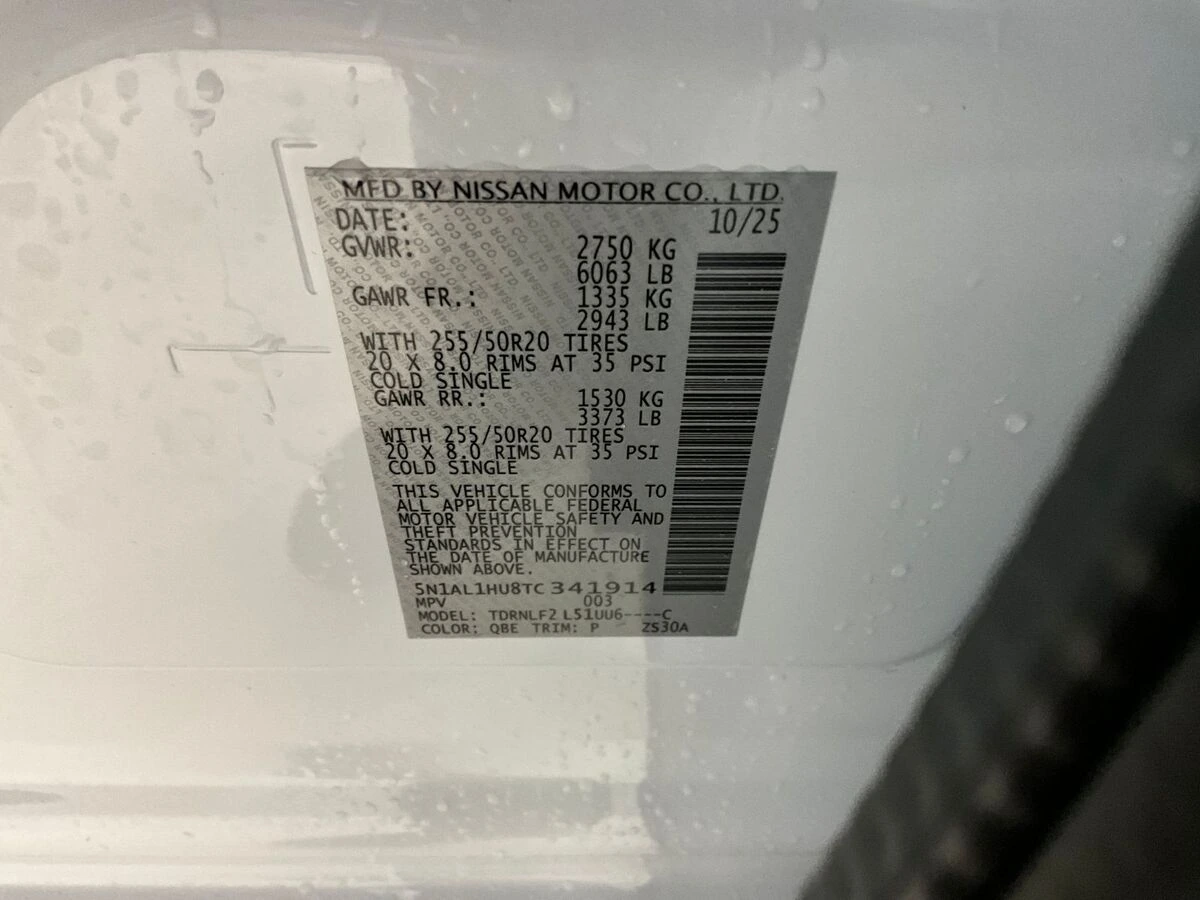 MFD BY NISSAN MOTOR CO., LTD.
DATE: 10/25
GVWR: 2750 KG
6063 LB
GAWR FR.: 1335 KG
2943 LB
WITH 255/50R20 TIRES
20 X 8.0 RIMS AT 35 PSI
COLD SINGLE
GAWR RR.: 1530 KG
3373 LB
WITH 255/50R20 TIRES
20 X 8.0 RIMS AT 35 PSI
COLD SINGLE
THIS VEHICLE CONFORMS TO
ALL APPLICABLE FEDERAL
MOTOR VEHICLE SAFETY AND
THEFT PREVENTION
STANDARDS IN EFFECT ON
THE DATE OF MANUFACTURE
SHOWN ABOVE.
5N1AL1HU8TC341914
MPV 003
MODEL: TDRNLF2 L51UU6----C
COLOR: QBE TRIM: P ZS30A